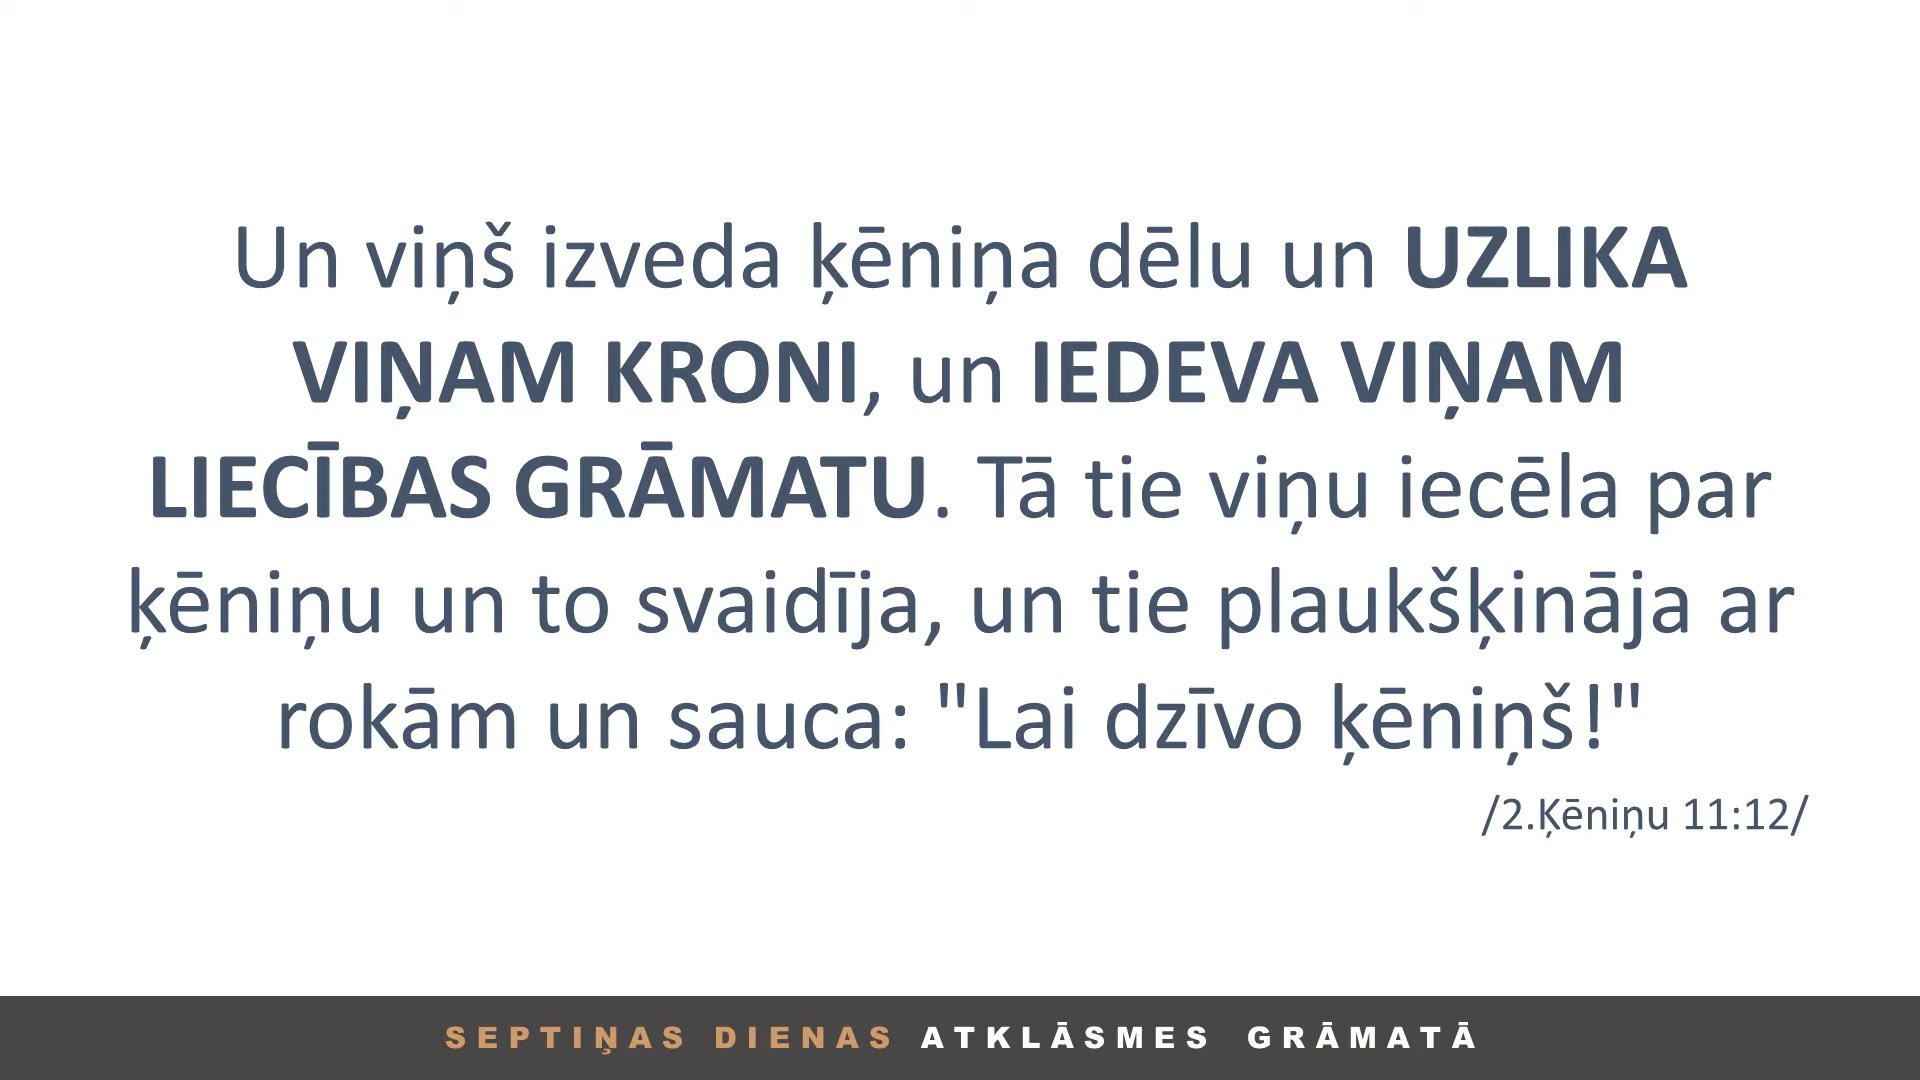 Un viņš izveda ķēniņa dēlu un UZLIKA
VIŅAM KRONI, un IEDEVA VIŅAM
LIECĪBAS GRĀMATU. Tā tie viņu iecēla par
ķēniņu un to svaidīja, un tie plaukšķināja ar
rokām un sauca: "Lai dzīvo ķēniņš!"
/2.Ķēniņu 11:12/
SEPTIŅAS DIENAS ATKLĀSMES GRĀMATĀ